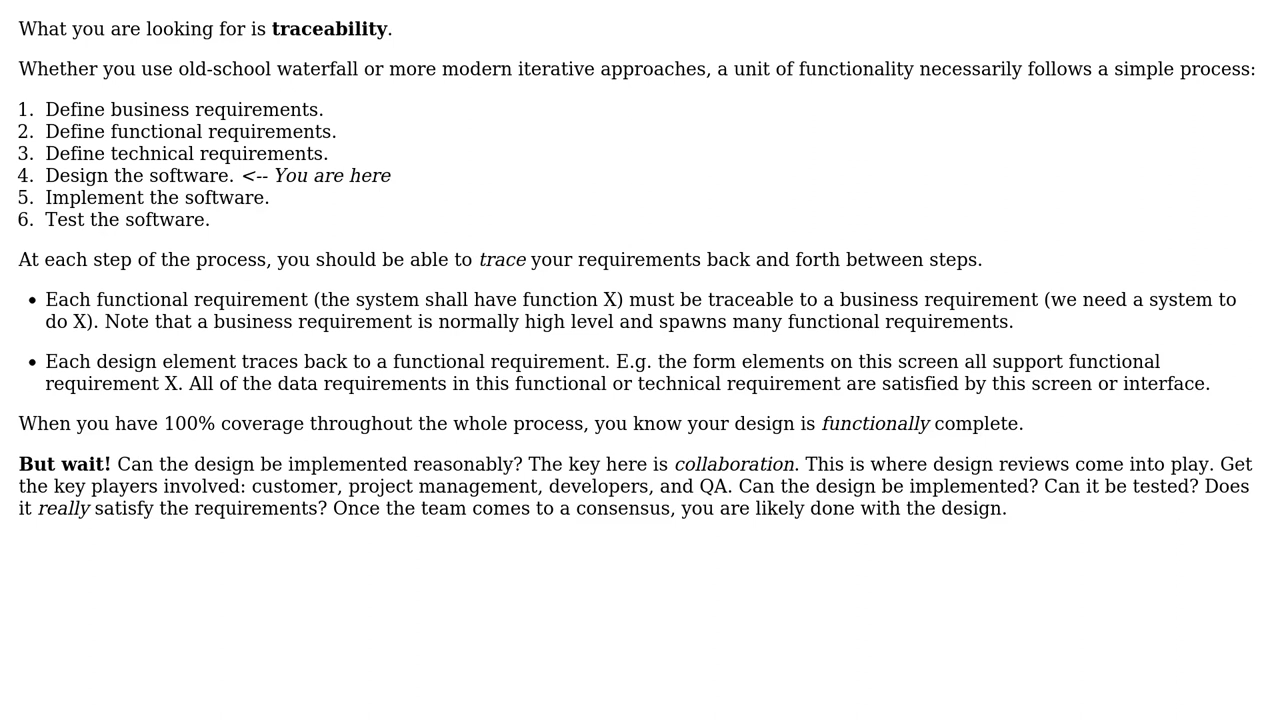 What you are looking for is traceability.
Whether you use old-school waterfall or more modern iterative approaches, a unit of functionality necessarily follows a simple process:
1. Define business requirements.
2. Define functional requirements.
3. Define technical requirements.
4. Design the software. <-- You are here
5. Implement the software.
6. Test the software.
At each step of the process, you should be able to trace your requirements back and forth between steps.
• Each functional requirement (the system shall have function X) must be traceable to a business requirement (we need a system to
do X). Note that a business requirement is normally high level and spawns many functional requirements.
• Each design element traces back to a functional requirement. E.g. the form elements on this screen all support functional
requirement X. All of the data requirements in this functional or technical requirement are satisfied by this screen or interface.
When you have 100% coverage throughout the whole process, you know your design is functionally complete.
But wait! Can the design be implemented reasonably? The key here is collaboration. This is where design reviews come into play. Get
the key players involved: customer, project management, developers, and QA. Can the design be implemented? Can it be tested? Does
it really satisfy the requirements? Once the team comes to a consensus, you are likely done with the design.